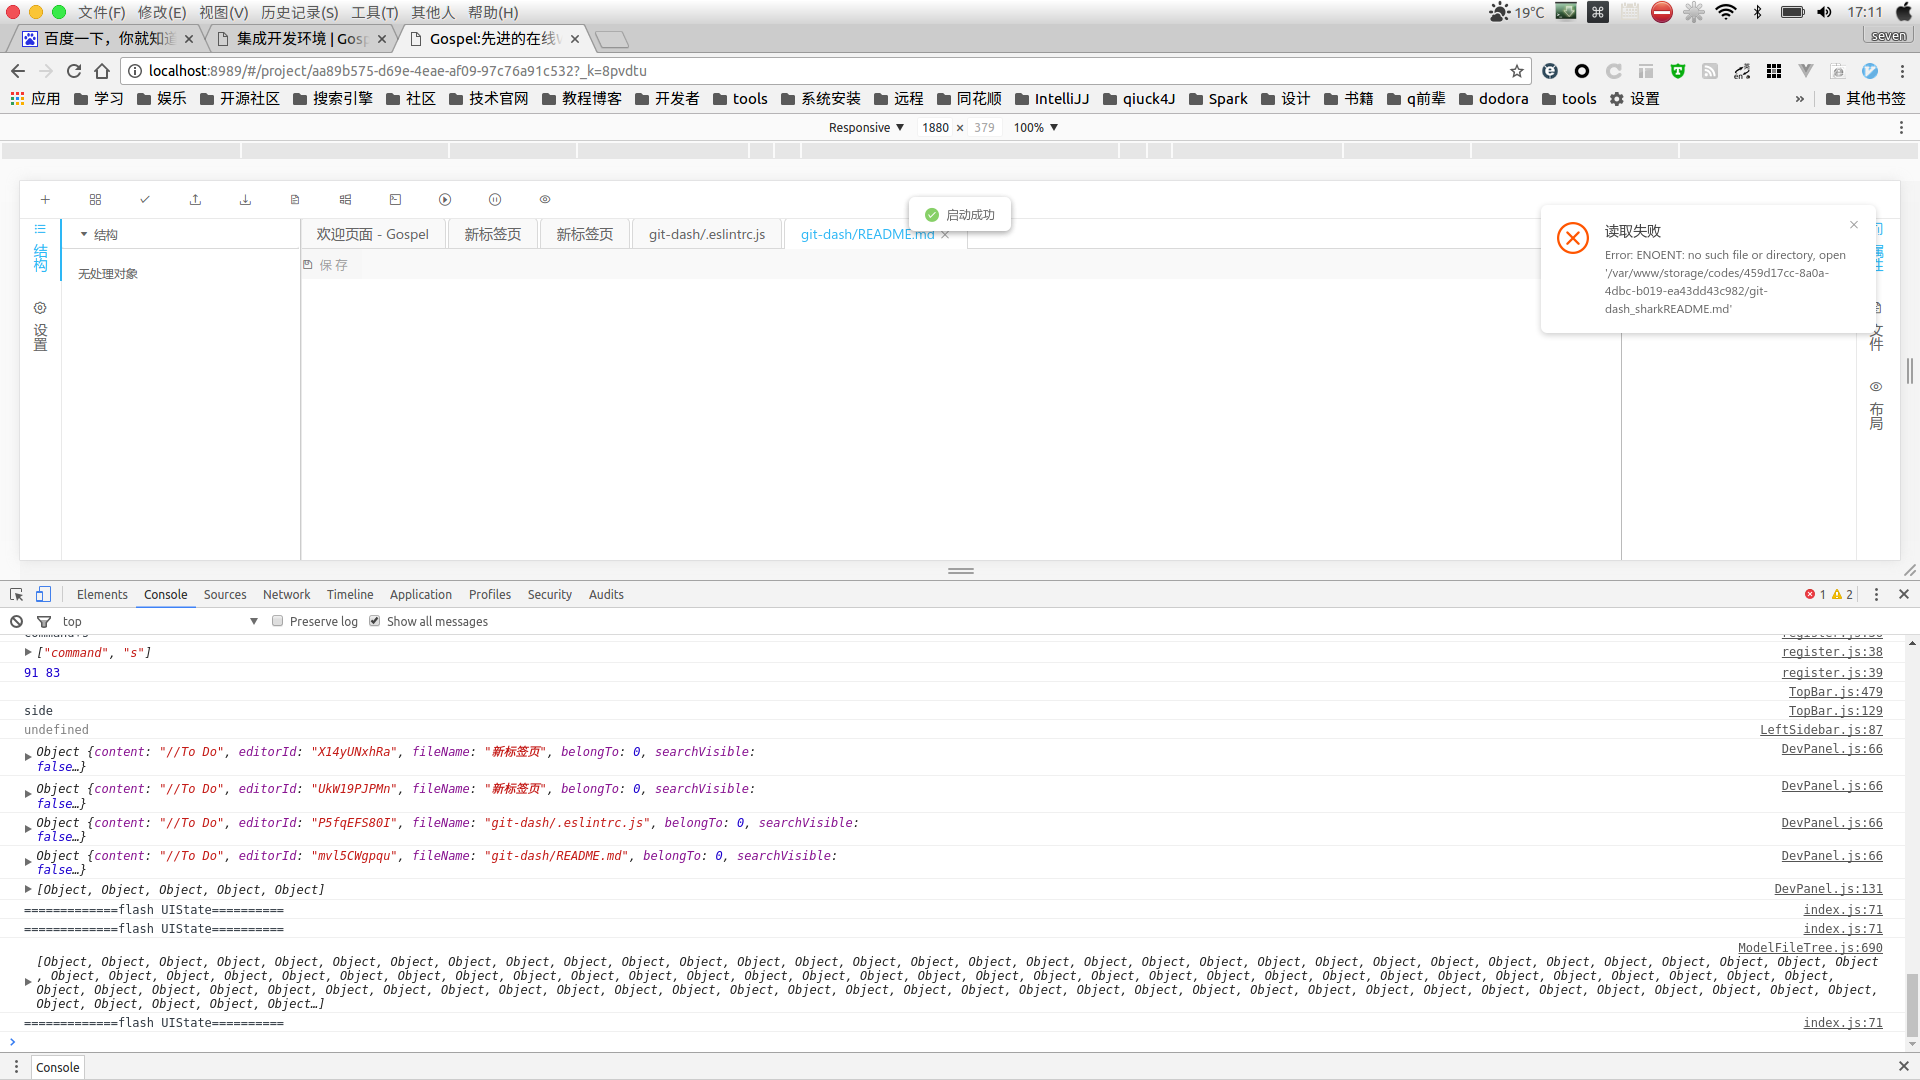 文件(F) 修改(E) 视图(V) 历史记录(S) 工具(T) 其他人 帮助(H) 19°C 17:11
百度一下，你就知道 集成开发环境 | Gosp Gospel:先进的在线 seven
localhost:8989/#/project/aa89b575-d69e-4eae-af09-97c76a91c532?_k=8pvdtu
应用 学习 娱乐 开源社区 搜索引擎 社区 技术官网 教程博客 开发者 tools 系统安装 远程 同花顺 IntelliJJ qiuck4J Spark 设计 书籍 q前辈 dodora tools 设置 » 其他书签
Responsive 1880 × 379 100%
启动成功
结构
设置
结构
无处理对象
欢迎页面 - Gospel 新标签页 新标签页 git-dash/.eslintrc.js git-dash/README.md
保存
读取失败
Error: ENOENT: no such file or directory, open
'/var/www/storage/codes/459d17cc-8a0a-
4dbc-b019-ea43dd43c982/git-
dash_sharkREADME.md'
属性
文件
布局
Elements Console Sources Network Timeline Application Profiles Security Audits 1 2
top Preserve log Show all messages
command+s register.js:36
["command", "s"] register.js:38
91 83 register.js:39
TopBar.js:479
side TopBar.js:129
undefined LeftSidebar.js:87
Object {content: "//To Do", editorId: "X14yUNxhRa", fileName: "新标签页", belongTo: 0, searchVisible: DevPanel.js:66
false…}
Object {content: "//To Do", editorId: "UkW19PJPMn", fileName: "新标签页", belongTo: 0, searchVisible: DevPanel.js:66
false…}
Object {content: "//To Do", editorId: "P5fqEFS80I", fileName: "git-dash/.eslintrc.js", belongTo: 0, searchVisible: DevPanel.js:66
false…}
Object {content: "//To Do", editorId: "mvl5CWgpqu", fileName: "git-dash/README.md", belongTo: 0, searchVisible: DevPanel.js:66
false…}
[Object, Object, Object, Object, Object] DevPanel.js:131
=============flash UIState========== index.js:71
=============flash UIState========== index.js:71
ModelFileTree.js:690
[Object, Object, Object, Object, Object, Object, Object, Object, Object, Object, Object, Object, Object, Object, Object, Object, Object, Object, Object, Object, Object, Object, Object, Object, Object, Object, Object, Object, Object, Object, Object, Object
, Object, Object, Object, Object, Object, Object, Object, Object, Object, Object, Object, Object, Object, Object, Object, Object, Object, Object, Object, Object, Object, Object, Object, Object, Object, Object, Object, Object, Object, Object, Object,
Object, Object, Object, Object, Object, Object, Object, Object, Object, Object, Object, Object, Object, Object, Object, Object, Object, Object, Object, Object, Object, Object, Object, Object, Object, Object, Object, Object, Object, Object, Object, Object,
Object, Object, Object, Object, Object…]
=============flash UIState========== index.js:71
Console